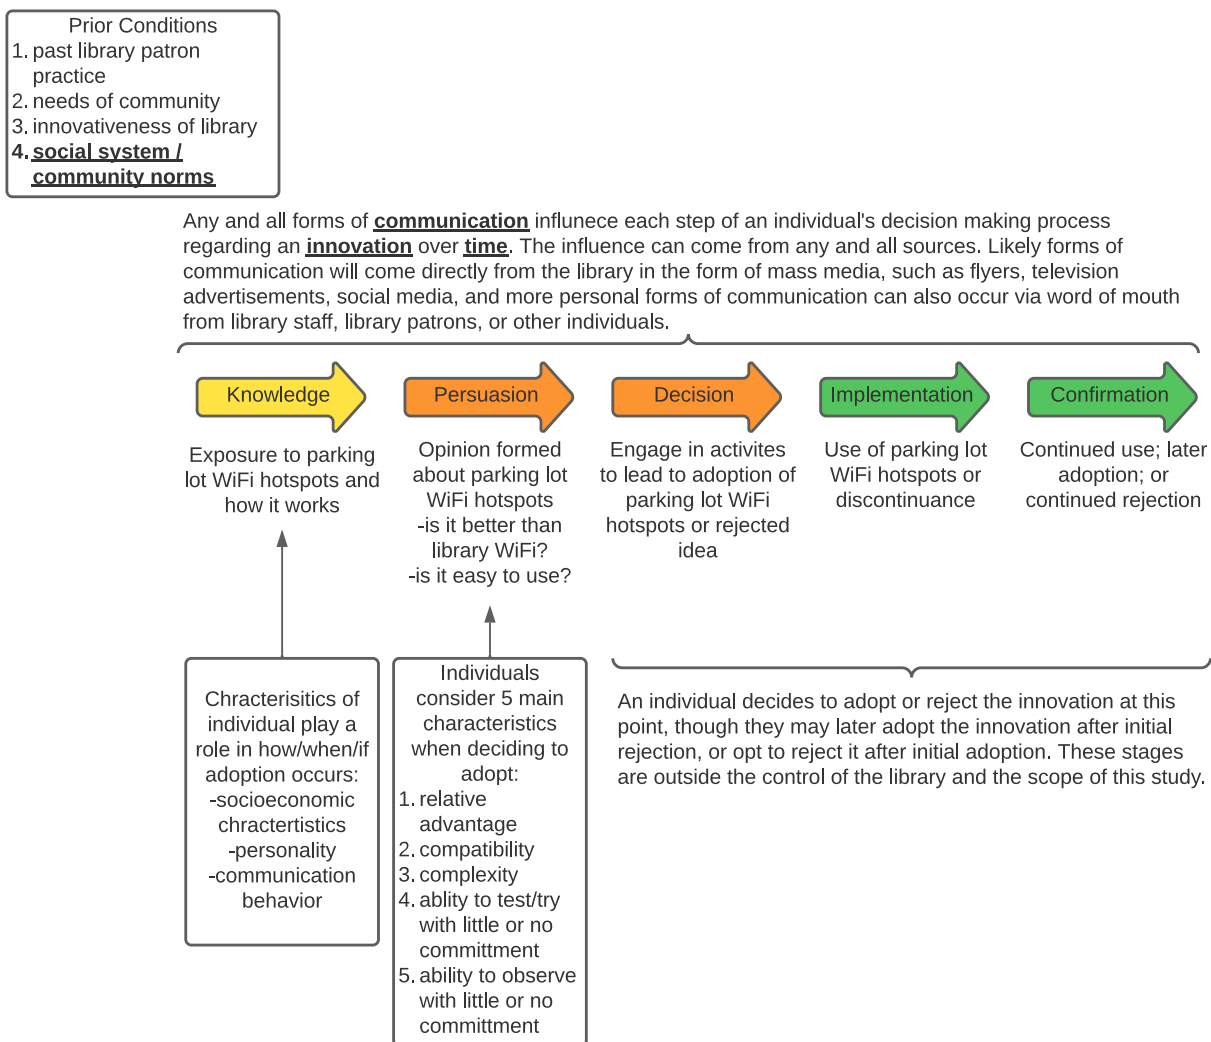 Prior Conditions
1. past library patron
practice
2. needs of community
3. innovativeness of library
4. social system /
community norms
Any and all forms of communication influnece each step of an individual's decision making process
regarding an innovation over time. The influence can come from any and all sources. Likely forms of
communication will come directly from the library in the form of mass media, such as flyers, television
advertisements, social media, and more personal forms of communication can also occur via word of mouth
from library staff, library patrons, or other individuals.
Knowledge
Exposure to parking
lot WiFi hotspots and
how it works
Persuasion
Opinion formed
about parking lot
WiFi hotspots
-is it better than
library WiFi?
-is it easy to use?
Decision
Engage in activites
to lead to adoption of
parking lot WiFi
hotspots or rejected
idea
Implementation
Use of parking lot
WiFi hotspots or
discontinuance
Confirmation
Continued use; later
adoption; or
continued rejection
Chracterisitics of
individual play a
role in how/when/if
adoption occurs:
-socioeconomic
chractertistics
-personality
-communication
behavior
Individuals
consider 5 main
characteristics
when deciding to
adopt:
1. relative
advantage
2. compatibility
3. complexity
4. ablity to test/try
with little or no
committment
5. ability to observe
with little or no
committment
An individual decides to adopt or reject the innovation at this
point, though they may later adopt the innovation after initial
rejection, or opt to reject it after initial adoption. These stages
are outside the control of the library and the scope of this study.